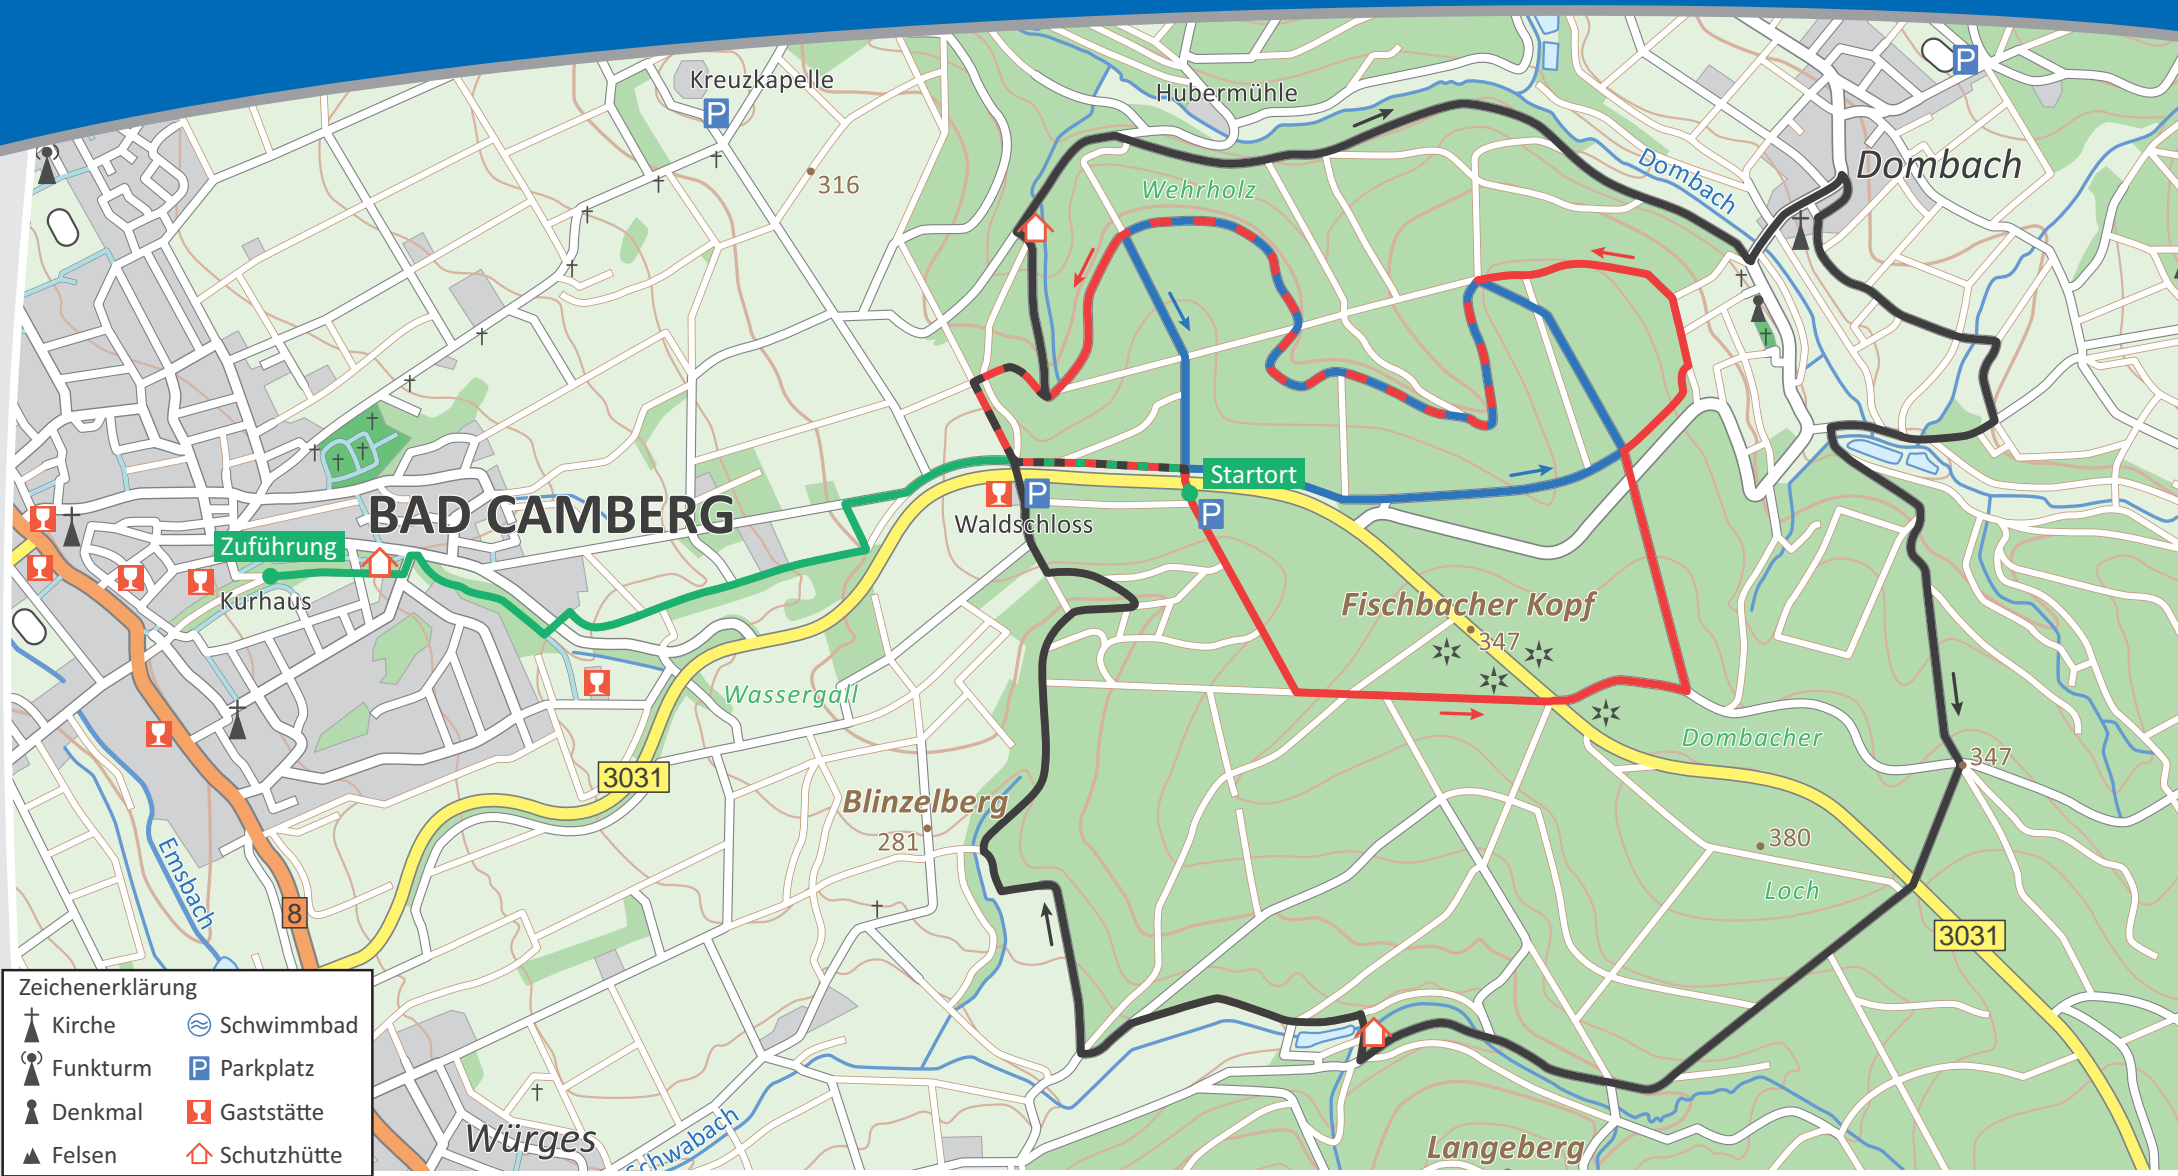 Kreuzkapelle
P
316
Hubermühle
Wehrholz
Dombach
P
Dombach
BAD CAMBERG
Zuführung
Kurhaus
Startort
P
P
Waldschloss
Fischbacher Kopf
347
Wassergall
3031
Blinzelberg
281
Dombacher
Loch
347
380
3031
Emsbach
8
Würges
Schwabach
Langeberg
Zeichenerklärung
Kirche
Schwimmbad
Funkturm
P Parkplatz
Denkmal
Gaststätte
Felsen
Schutzhütte